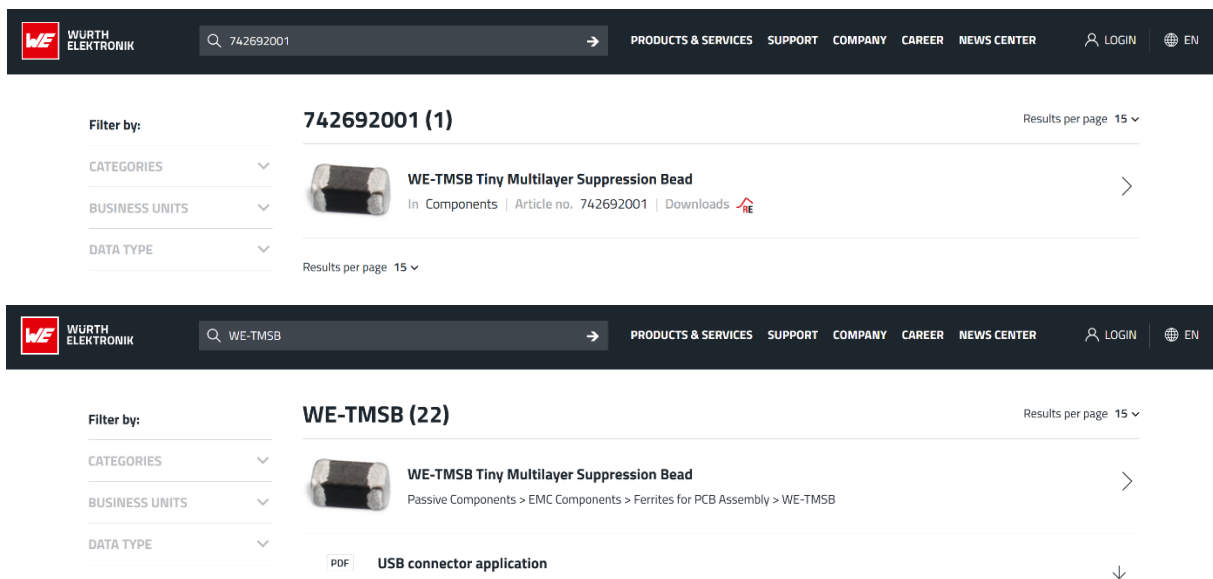 WÜRTH ELEKTRONIK 742692001 PRODUCTS & SERVICES SUPPORT COMPANY CAREER NEWS CENTER LOGIN EN
Filter by:
CATEGORIES
BUSINESS UNITS
DATA TYPE
742692001 (1)
Results per page 15
WE-TMSB Tiny Multilayer Suppression Bead
In Components | Article no. 742692001 | Downloads RE
Results per page 15
WÜRTH ELEKTRONIK WE-TMSB PRODUCTS & SERVICES SUPPORT COMPANY CAREER NEWS CENTER LOGIN EN
Filter by:
CATEGORIES
BUSINESS UNITS
DATA TYPE
WE-TMSB (22)
Results per page 15
WE-TMSB Tiny Multilayer Suppression Bead
Passive Components > EMC Components > Ferrites for PCB Assembly > WE-TMSB
PDF USB connector application